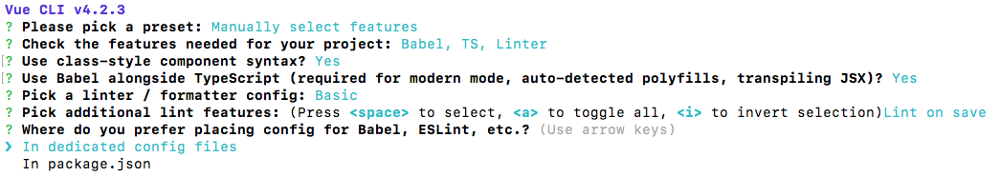 Vue CLI v4.2.3
? Please pick a preset: Manually select features
? Check the features needed for your project: Babel, TS, Linter
? Use class-style component syntax? Yes
? Use Babel alongside TypeScript (required for modern mode, auto-detected polyfills, transpiling JSX)? Yes
? Pick a linter / formatter config: Basic
? Pick additional lint features: (Press <space> to select, <a> to toggle all, <i> to invert selection)Lint on save
? Where do you prefer placing config for Babel, ESLint, etc.? (Use arrow keys)
❯ In dedicated config files
In package.json